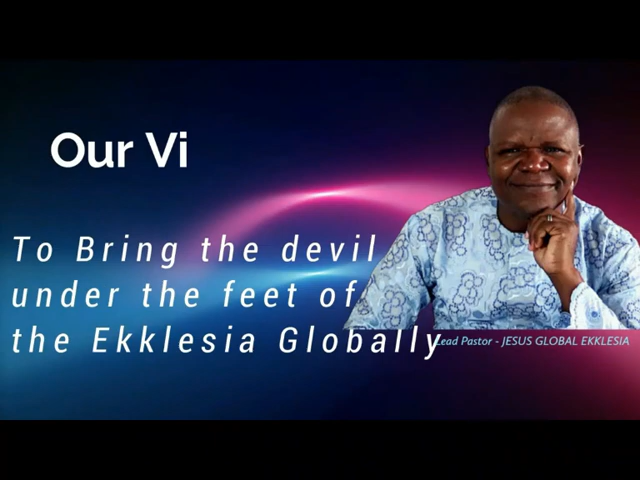 Our Vi
To Bring the devil
under the feet of
the Ekklesia Globally
Lead Pastor - JESUS GLOBAL EKKLESIA